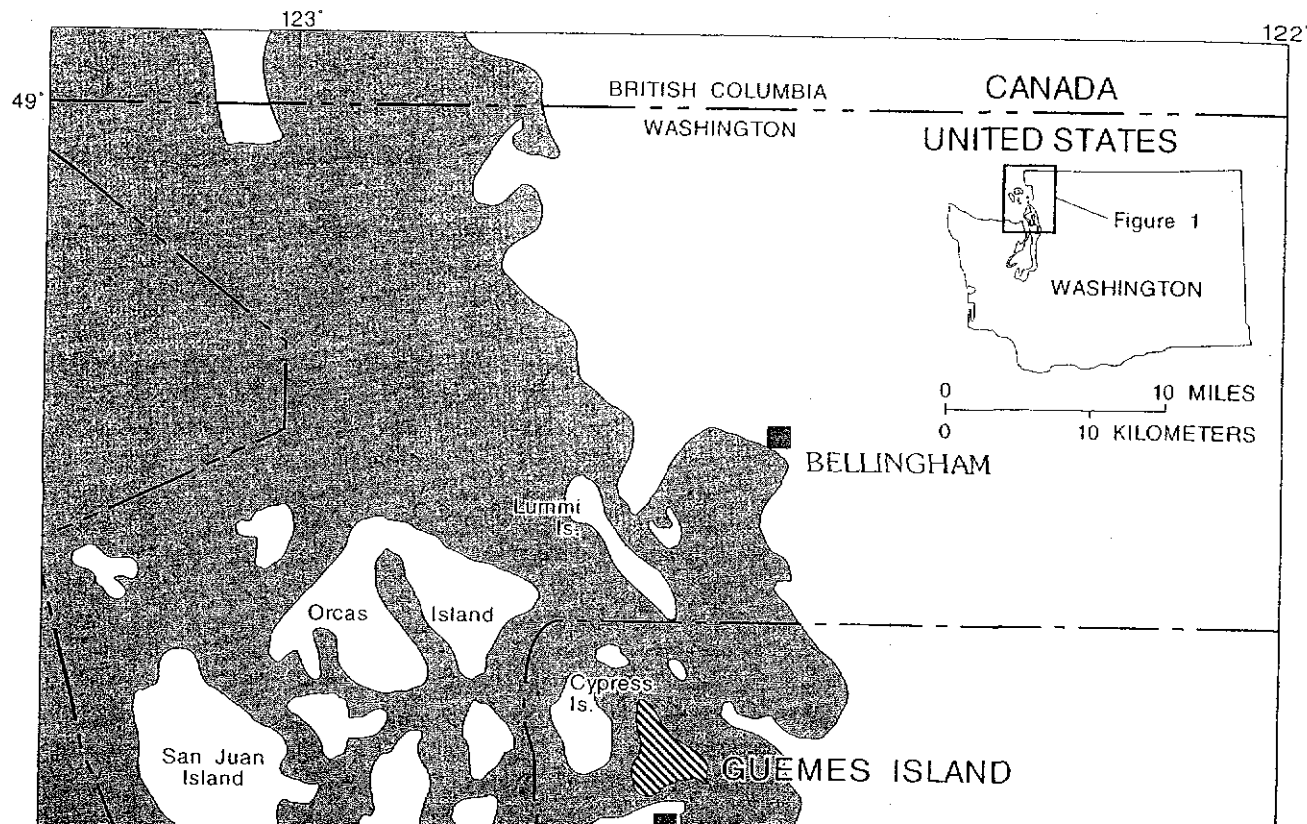 123°
122°
49°
BRITISH COLUMBIA
WASHINGTON
CANADA
UNITED STATES
Figure 1
WASHINGTON
0 10 MILES
0 10 KILOMETERS
BELLINGHAM
Lummi
Is.
Orcas Island
Cypress
Is.
San Juan
Island
GUEMES ISLAND